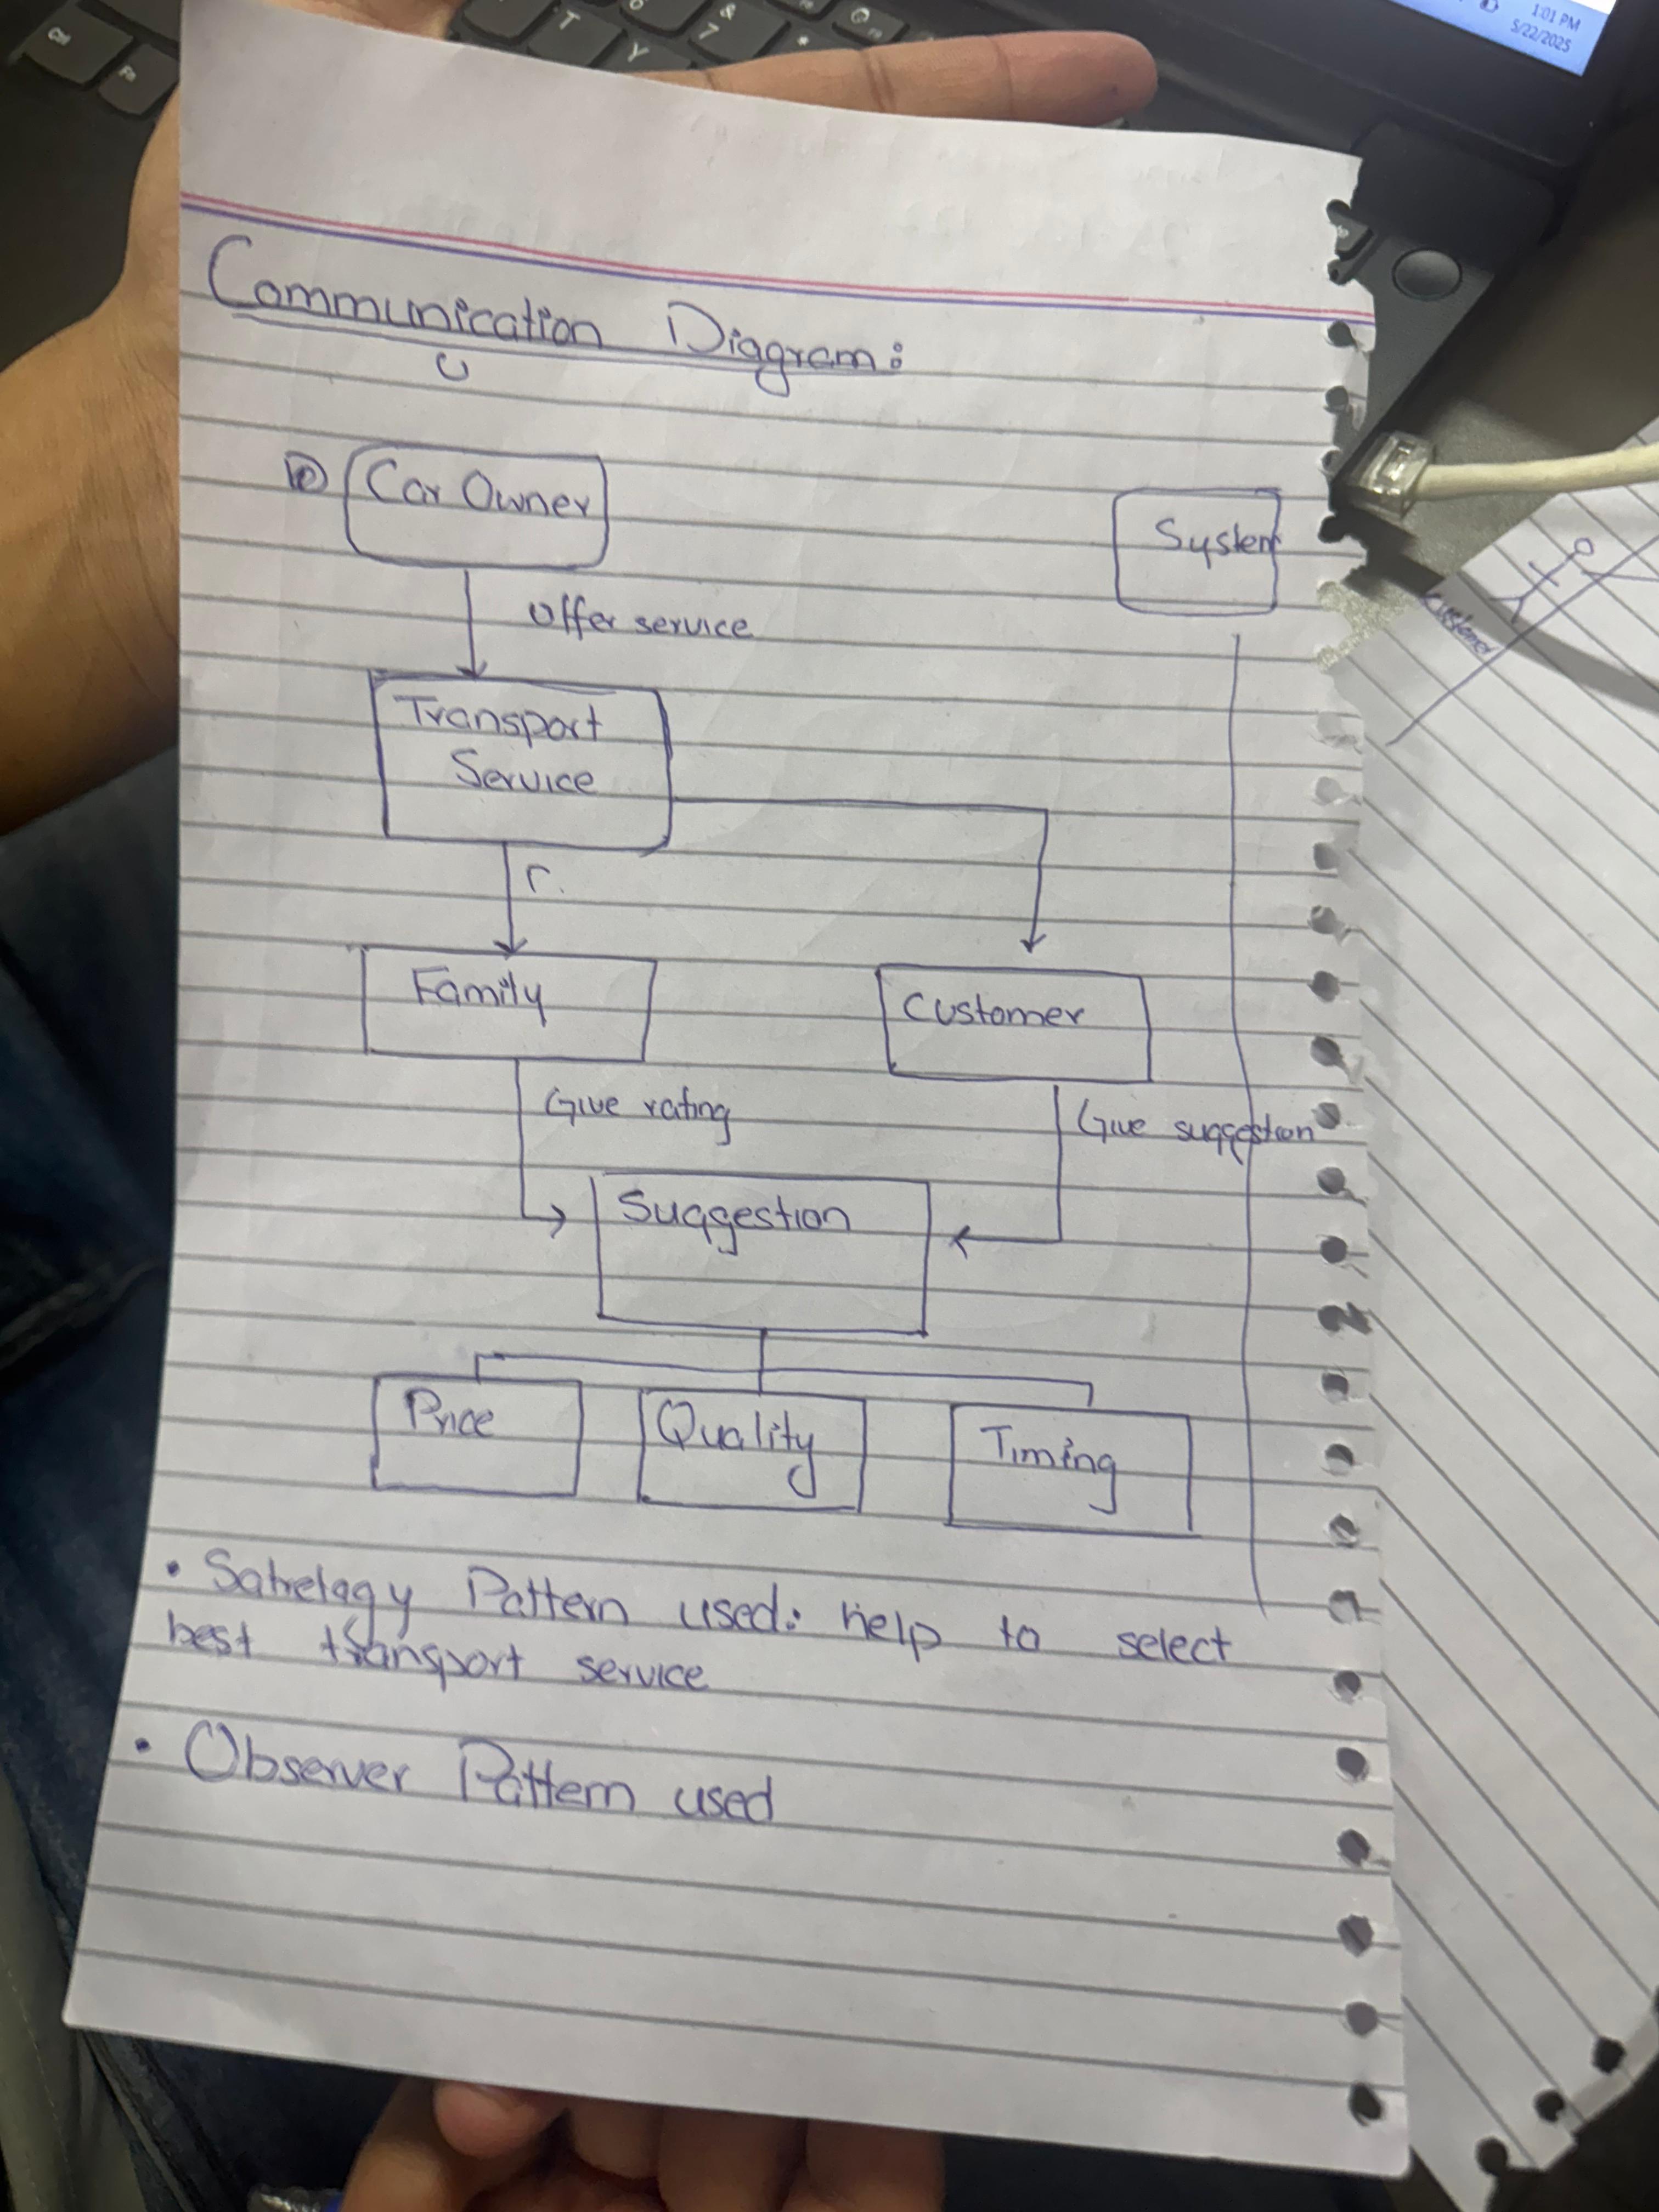 1:01 PM
5/22/2025
Communication Diagram:
Car Owner
System
Offer service
Customer
Transport
Service
r.
Family
Customer
Give rating
Give suggestion
Suggestion
Price
Quality
Timing
• Satrelagy Pattern used: help to select
best transport service
• Observer Pattern used